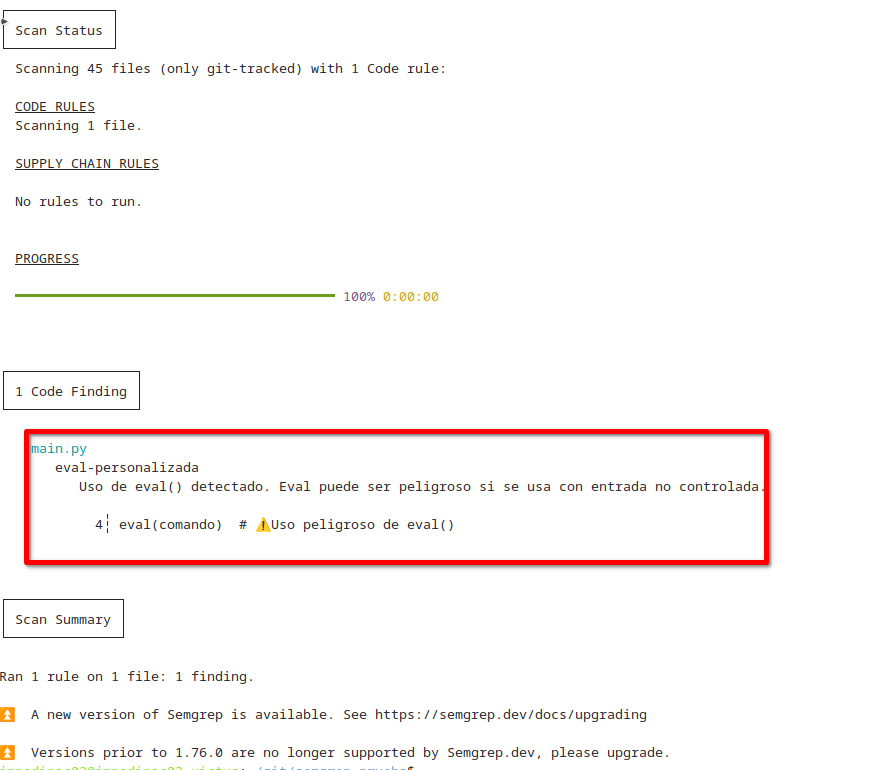 Scan Status
Scanning 45 files (only git-tracked) with 1 Code rule:
CODE RULES
Scanning 1 file.
SUPPLY CHAIN RULES
No rules to run.
PROGRESS
100% 0:00:00
1 Code Finding
main.py
eval-personalizada
Uso de eval() detectado. Eval puede ser peligroso si se usa con entrada no controlada.
4┆ eval(comando)  # ⚠️Uso peligroso de eval()
Scan Summary
Ran 1 rule on 1 file: 1 finding.
⏫ A new version of Semgrep is available. See https://semgrep.dev/docs/upgrading
⏫ Versions prior to 1.76.0 are no longer supported by Semgrep.dev, please upgrade.